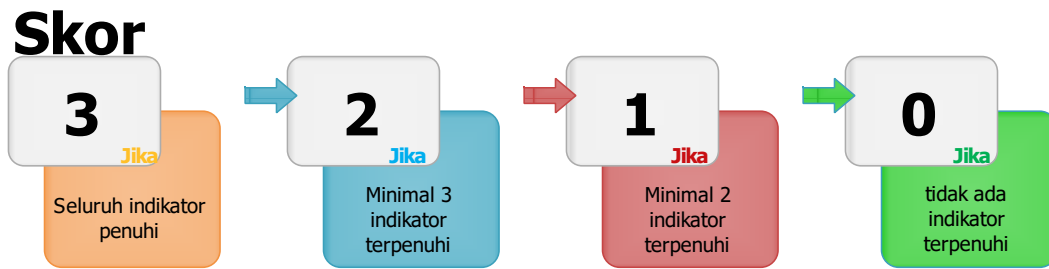 Skor
3
Jika
Seluruh indikator
penuhi
2
Jika
Minimal 3
indikator
terpenuhi
1
Jika
Minimal 2
indikator
terpenuhi
0
Jika
tidak ada
indikator
terpenuhi